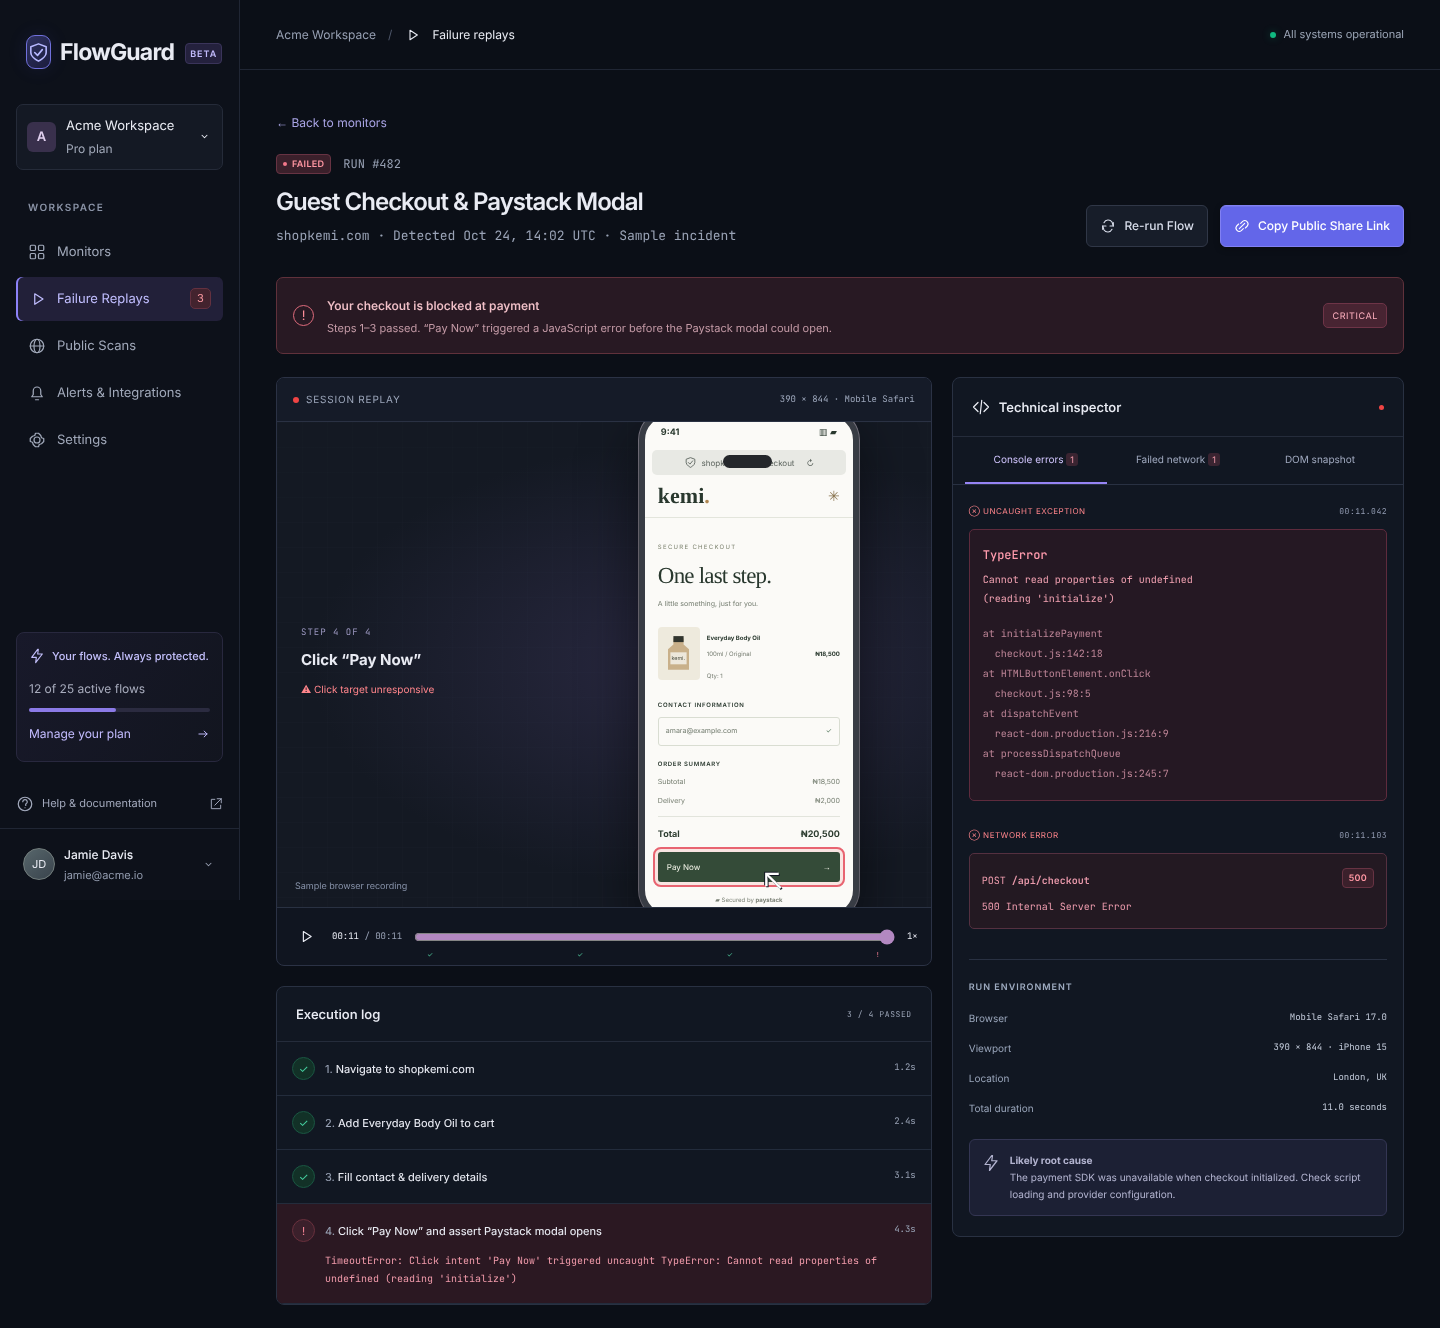 FlowGuard BETA
A
Acme Workspace
Pro plan
WORKSPACE
Monitors
Failure Replays 3
Public Scans
Alerts & Integrations
Settings
Your flows. Always protected.
12 of 25 active flows
Manage your plan →
Help & documentation
JD
Jamie Davis
jamie@acme.io
Acme Workspace / Failure replays
All systems operational
← Back to monitors
FAILED RUN #482
Guest Checkout & Paystack Modal
shopkemi.com · Detected Oct 24, 14:02 UTC · Sample incident
Re-run Flow
Copy Public Share Link
Your checkout is blocked at payment
Steps 1–3 passed. “Pay Now” triggered a JavaScript error before the Paystack modal could open.
CRITICAL
SESSION REPLAY
390 × 844 · Mobile Safari
STEP 4 OF 4
Click “Pay Now”
Click target unresponsive
Sample browser recording
9:41
kemi.
SECURE CHECKOUT
One last step.
A little something, just for you.
kemi.
Everyday Body Oil
100ml / Original ₦18,500
Qty: 1
CONTACT INFORMATION
amara@example.com ✓
ORDER SUMMARY
Subtotal ₦18,500
Delivery ₦2,000
Total ₦20,500
Pay Now →
Secured by paystack
00:11 / 00:11
1×
Execution log
3 / 4 PASSED
1. Navigate to shopkemi.com 1.2s
2. Add Everyday Body Oil to cart 2.4s
3. Fill contact & delivery details 3.1s
4. Click “Pay Now” and assert Paystack modal opens 4.3s
TimeoutError: Click intent 'Pay Now' triggered uncaught TypeError: Cannot read properties of
undefined (reading 'initialize')
Technical inspector
Console errors 1
Failed network 1
DOM snapshot
UNCAUGHT EXCEPTION 00:11.042
TypeError
Cannot read properties of undefined
(reading 'initialize')
at initializePayment
checkout.js:142:18
at HTMLButtonElement.onClick
checkout.js:98:5
at dispatchEvent
react-dom.production.js:216:9
at processDispatchQueue
react-dom.production.js:245:7
NETWORK ERROR 00:11.103
POST /api/checkout 500
500 Internal Server Error
RUN ENVIRONMENT
Browser Mobile Safari 17.0
Viewport 390 × 844 · iPhone 15
Location London, UK
Total duration 11.0 seconds
Likely root cause
The payment SDK was unavailable when checkout initialized. Check script
loading and provider configuration.